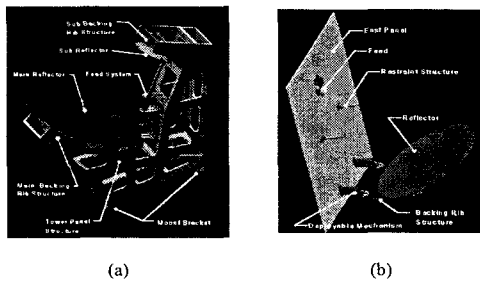 Sub Backing
Rib Structure
Sub Reflector
Main Reflector
Feed System
Main Backing
Rib Structure
Tower Panel
Structure
Mount Bracket
East Panel
Feed
Restraint Structure
Reflector
Backing Rib
Structure
Deployable Mechanism
(a)
(b)